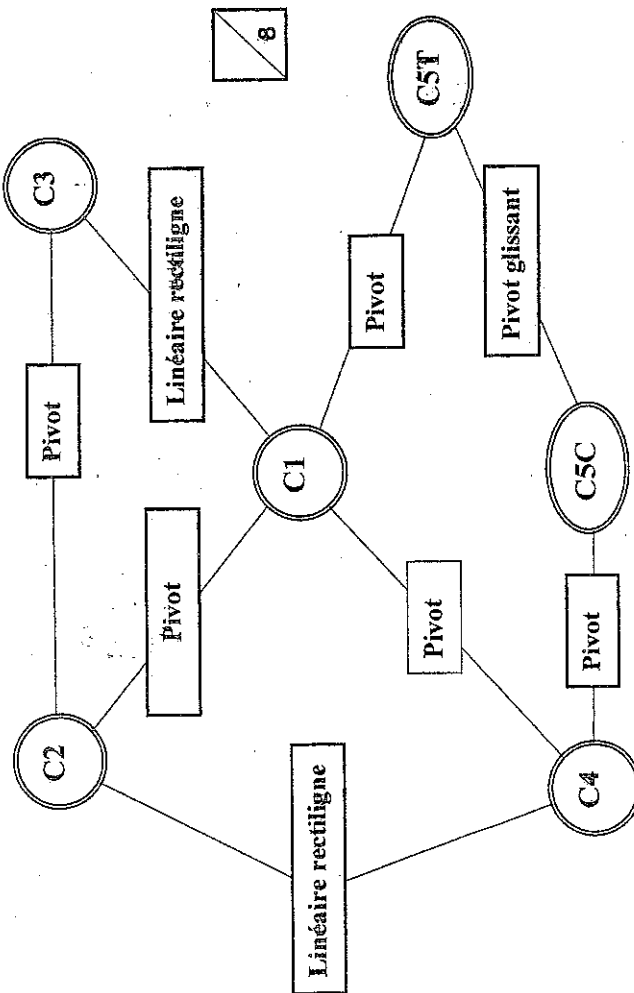 C2
Pivot
C3
Linéaire rectiligne
Pivot
Linéaire rectiligne
C1
Pivot
Pivot
C4
Pivot
C5C
Pivot glissant
C5T
8